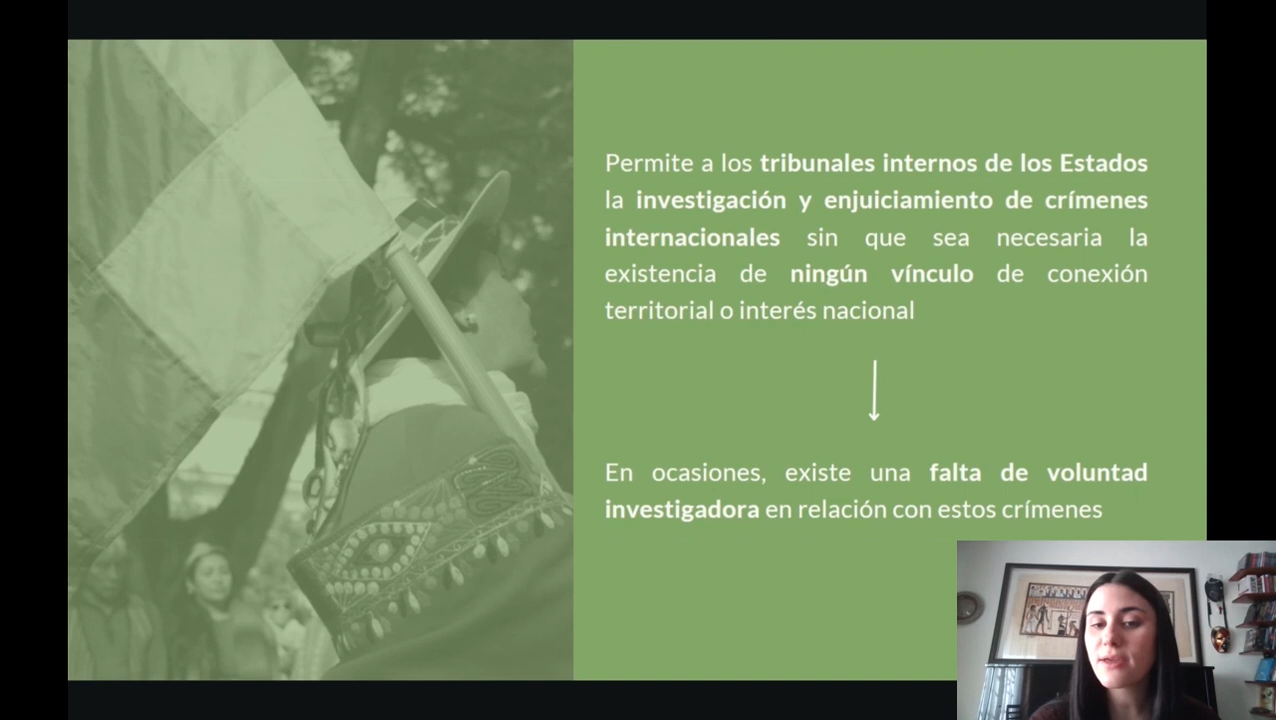 Permite a los tribunales internos de los Estados
la investigación y enjuiciamiento de crímenes
internacionales sin que sea necesaria la
existencia de ningún vínculo de conexión
territorial o interés nacional
En ocasiones, existe una falta de voluntad
investigadora en relación con estos crímenes